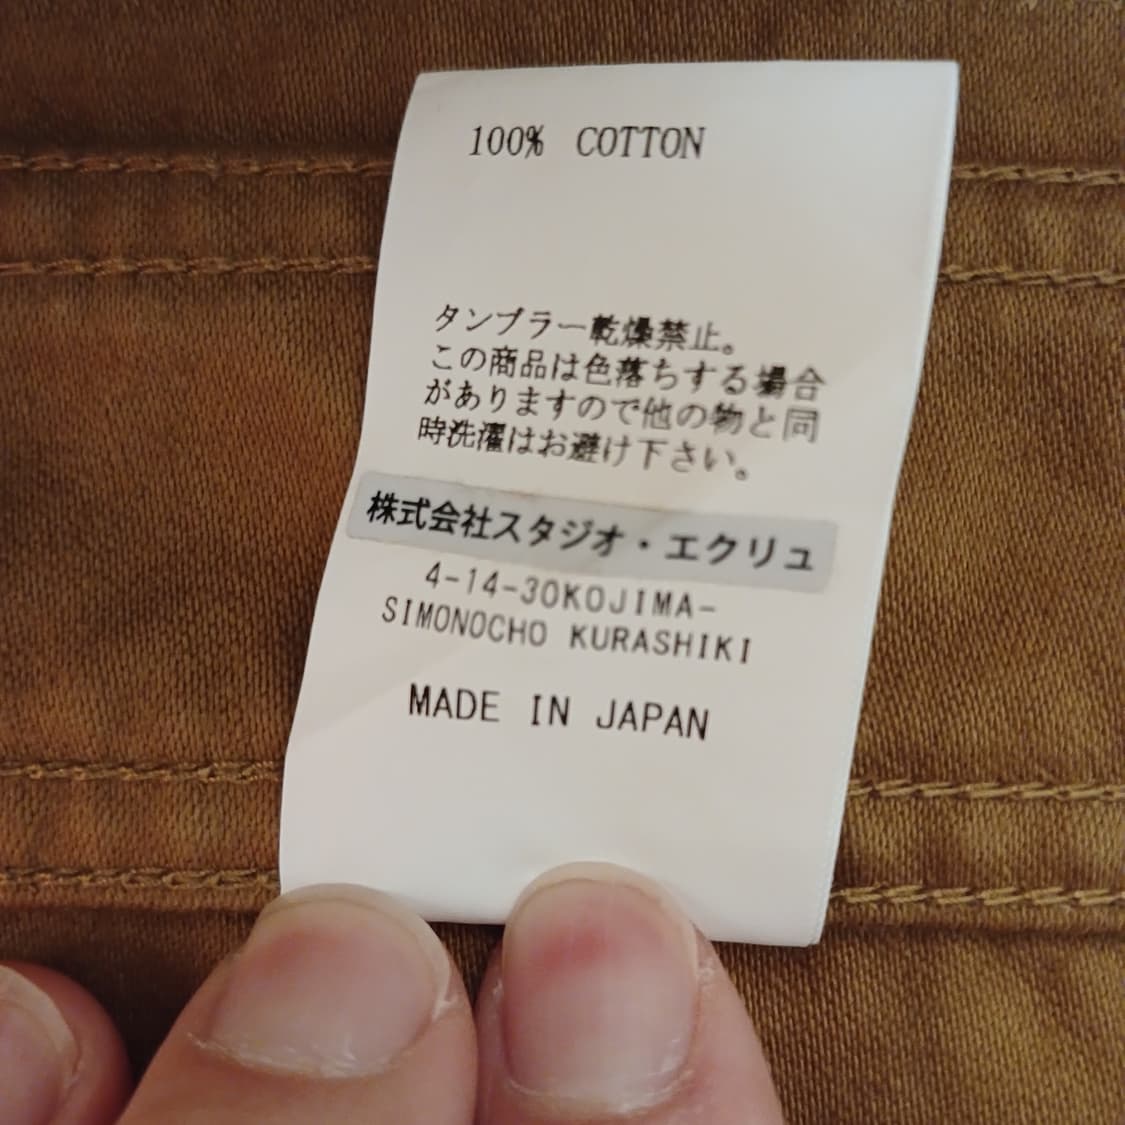 100% COTTON
タンブラー乾燥禁止。
この商品は色落ちする場合
がありますので他の物と同
時洗濯はお避け下さい。
株式会社スタジオ・エクリュ
4-14-30KOJIMA-
SIMONOCHO KURASHIKI
MADE IN JAPAN